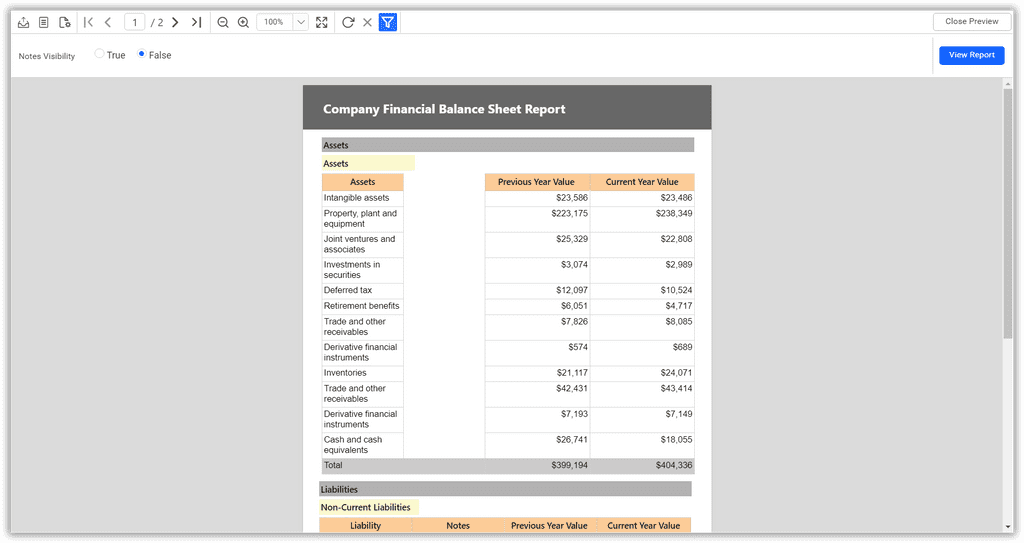 1 / 2 100% Close Preview
Notes Visibility True False View Report
Company Financial Balance Sheet Report
Assets
Assets
Assets Previous Year Value Current Year Value
Intangible assets $23,586 $23,486
Property, plant and
equipment $223,175 $238,349
Joint ventures and
associates $25,329 $22,808
Investments in
securities $3,074 $2,989
Deferred tax $12,097 $10,524
Retirement benefits $6,051 $4,717
Trade and other
receivables $7,826 $8,085
Derivative financial
instruments $574 $689
Inventories $21,117 $24,071
Trade and other
receivables $42,431 $43,414
Derivative financial
instruments $7,193 $7,149
Cash and cash
equivalents $26,741 $18,055
Total $399,194 $404,336
Liabilities
Non-Current Liabilities
Liability Notes Previous Year Value Current Year Value